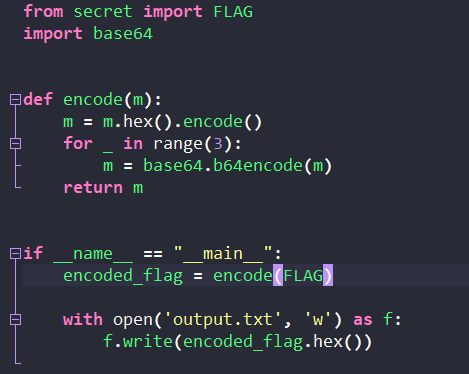 from secret import FLAG
import base64
def encode(m):
    m = m.hex().encode()
    for _ in range(3):
        m = base64.b64encode(m)
    return m
if __name__ == "__main__":
    encoded_flag = encode(FLAG)
    with open('output.txt', 'w') as f:
        f.write(encoded_flag.hex())